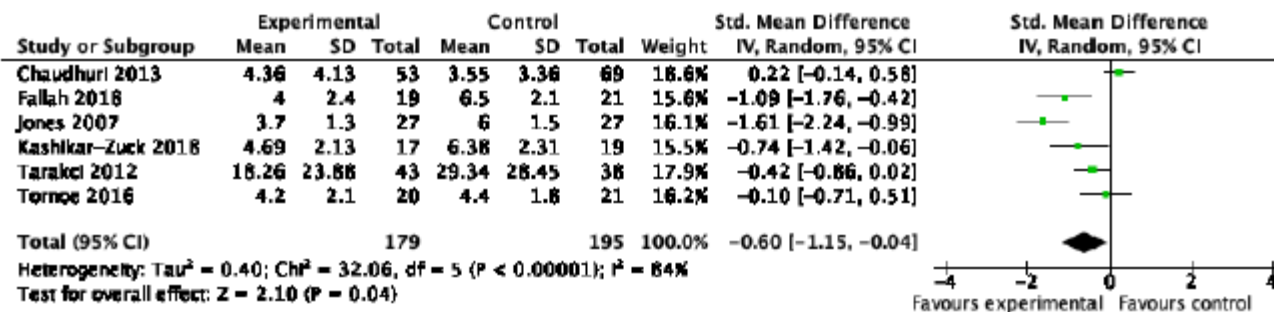 Experimental Control Std. Mean Difference Std. Mean Difference
Study or Subgroup Mean SD Total Mean SD Total Weight IV, Random, 95% CI IV, Random, 95% CI
Chaudhuri 2013 4.36 4.13 53 3.55 3.36 69 18.6% 0.22 [−0.14, 0.58]
Fallah 2018 4 2.4 19 6.5 2.1 21 15.6% −1.09 [−1.76, −0.42]
Jones 2007 3.7 1.3 27 6 1.5 27 16.1% −1.61 [−2.24, −0.99]
Kashikar−Zuck 2018 4.69 2.13 17 6.38 2.31 19 15.5% −0.74 [−1.42, −0.06]
Tarakci 2012 18.26 23.88 43 29.34 28.45 38 17.9% −0.42 [−0.86, 0.02]
Tornoe 2016 4.2 2.1 20 4.4 1.8 21 16.2% −0.10 [−0.71, 0.51]
Total (95% CI) 179 195 100.0% −0.60 [−1.15, −0.04]
Heterogeneity: Tau² = 0.40; Chi² = 32.06, df = 5 (P < 0.00001); I² = 84%
Test for overall effect: Z = 2.10 (P = 0.04)
−4 −2 0 2 4
Favours experimental Favours control